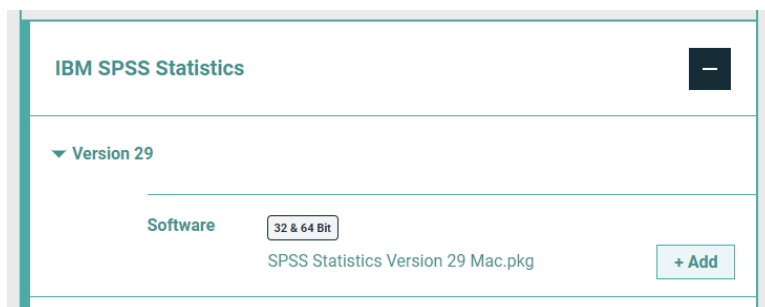 IBM SPSS Statistics
Version 29
Software
32 & 64 Bit
SPSS Statistics Version 29 Mac.pkg
+ Add